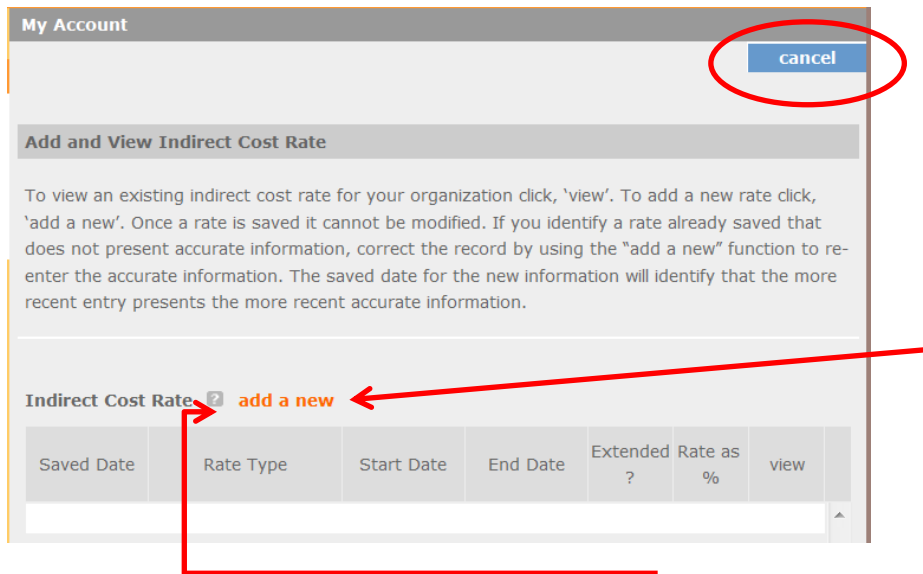 My Account
cancel
Add and View Indirect Cost Rate
To view an existing indirect cost rate for your organization click, ‘view’. To add a new rate click,
‘add a new’. Once a rate is saved it cannot be modified. If you identify a rate already saved that
does not present accurate information, correct the record by using the “add a new” function to re-
enter the accurate information. The saved date for the new information will identify that the more
recent entry presents the more recent accurate information.
Indirect Cost Rate ? add a new
Saved Date Rate Type Start Date End Date Extended ? Rate as % view